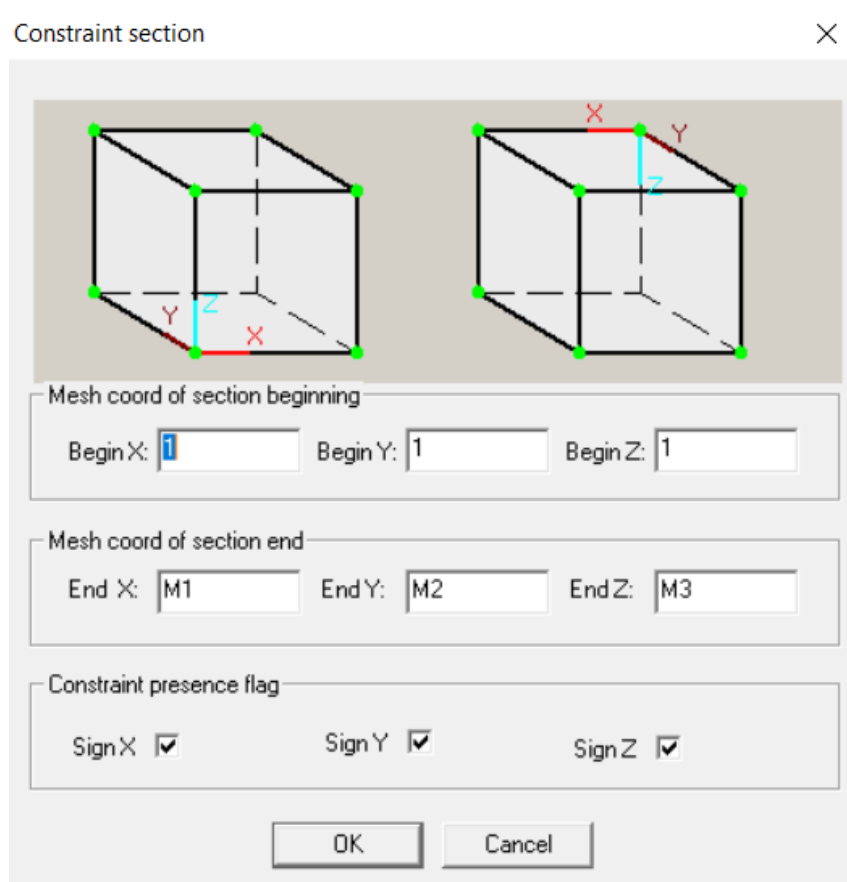 Constraint section
X
Y
Z
Y
Z
X
Mesh coord of section beginning
Begin X: 1 Begin Y: 1 Begin Z: 1
Mesh coord of section end
End X: M1 End Y: M2 End Z: M3
Constraint presence flag
Sign X Sign Y Sign Z
OK Cancel